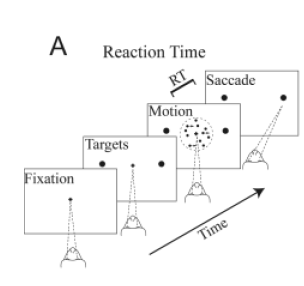 A
Reaction Time
RT
Saccade
Motion
Targets
Fixation
Time